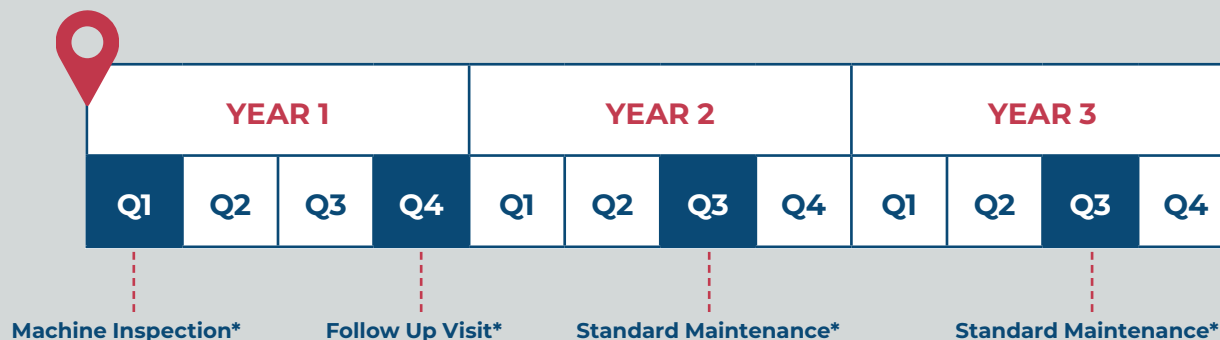 YEAR 1 YEAR 2 YEAR 3
Q1 Q2 Q3 Q4 Q1 Q2 Q3 Q4 Q1 Q2 Q3 Q4
Machine Inspection* Follow Up Visit* Standard Maintenance* Standard Maintenance*